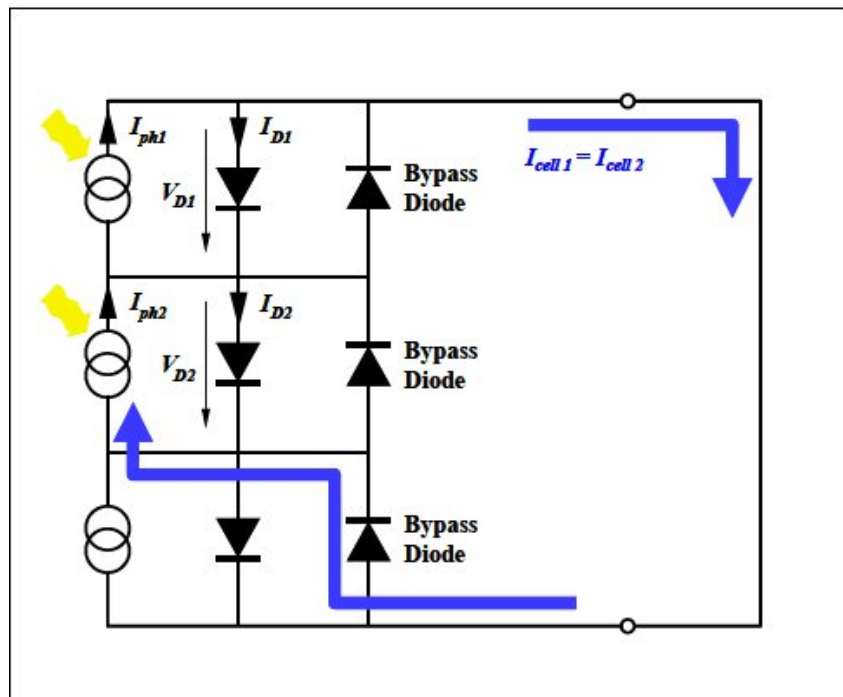 I_ph1
I_D1
V_D1
Bypass
Diode
I_cell 1 = I_cell 2
I_ph2
I_D2
V_D2
Bypass
Diode
Bypass
Diode